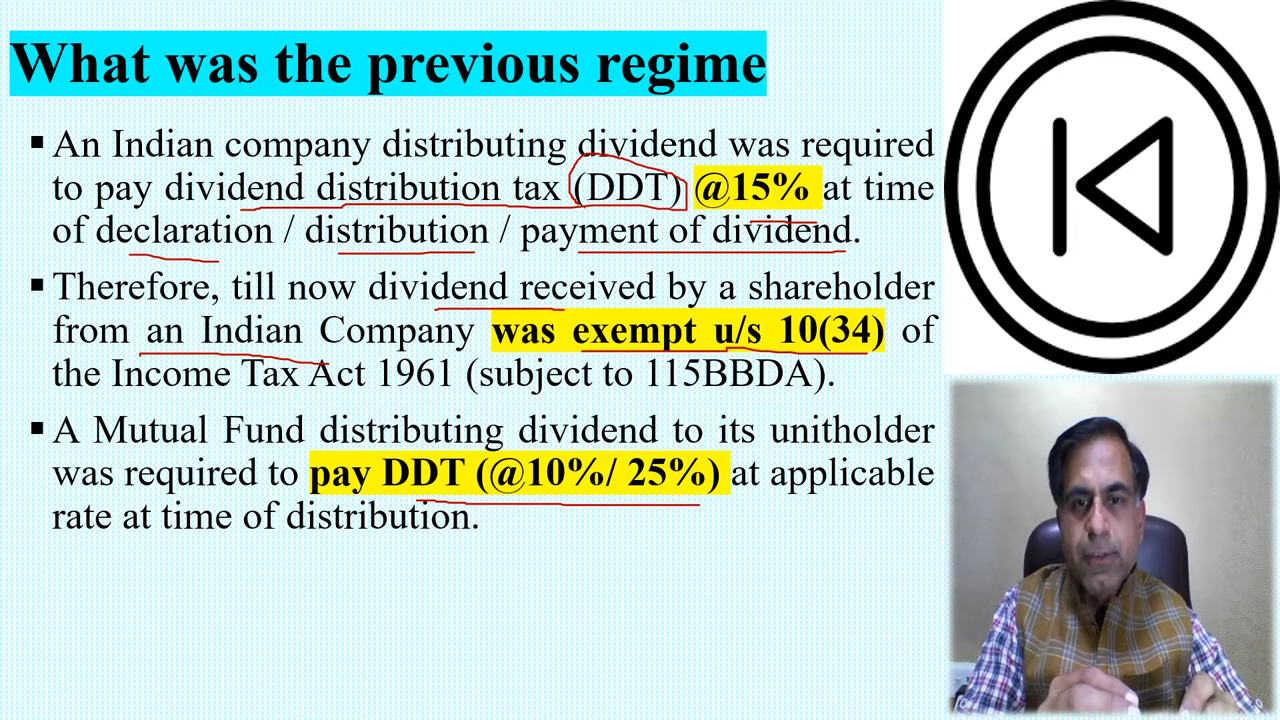 What was the previous regime
▪ An Indian company distributing dividend was required
to pay dividend distribution tax (DDT) @15% at time
of declaration / distribution / payment of dividend.
▪ Therefore, till now dividend received by a shareholder
from an Indian Company was exempt u/s 10(34) of
the Income Tax Act 1961 (subject to 115BBDA).
▪ A Mutual Fund distributing dividend to its unitholder
was required to pay DDT (@10%/ 25%) at applicable
rate at time of distribution.